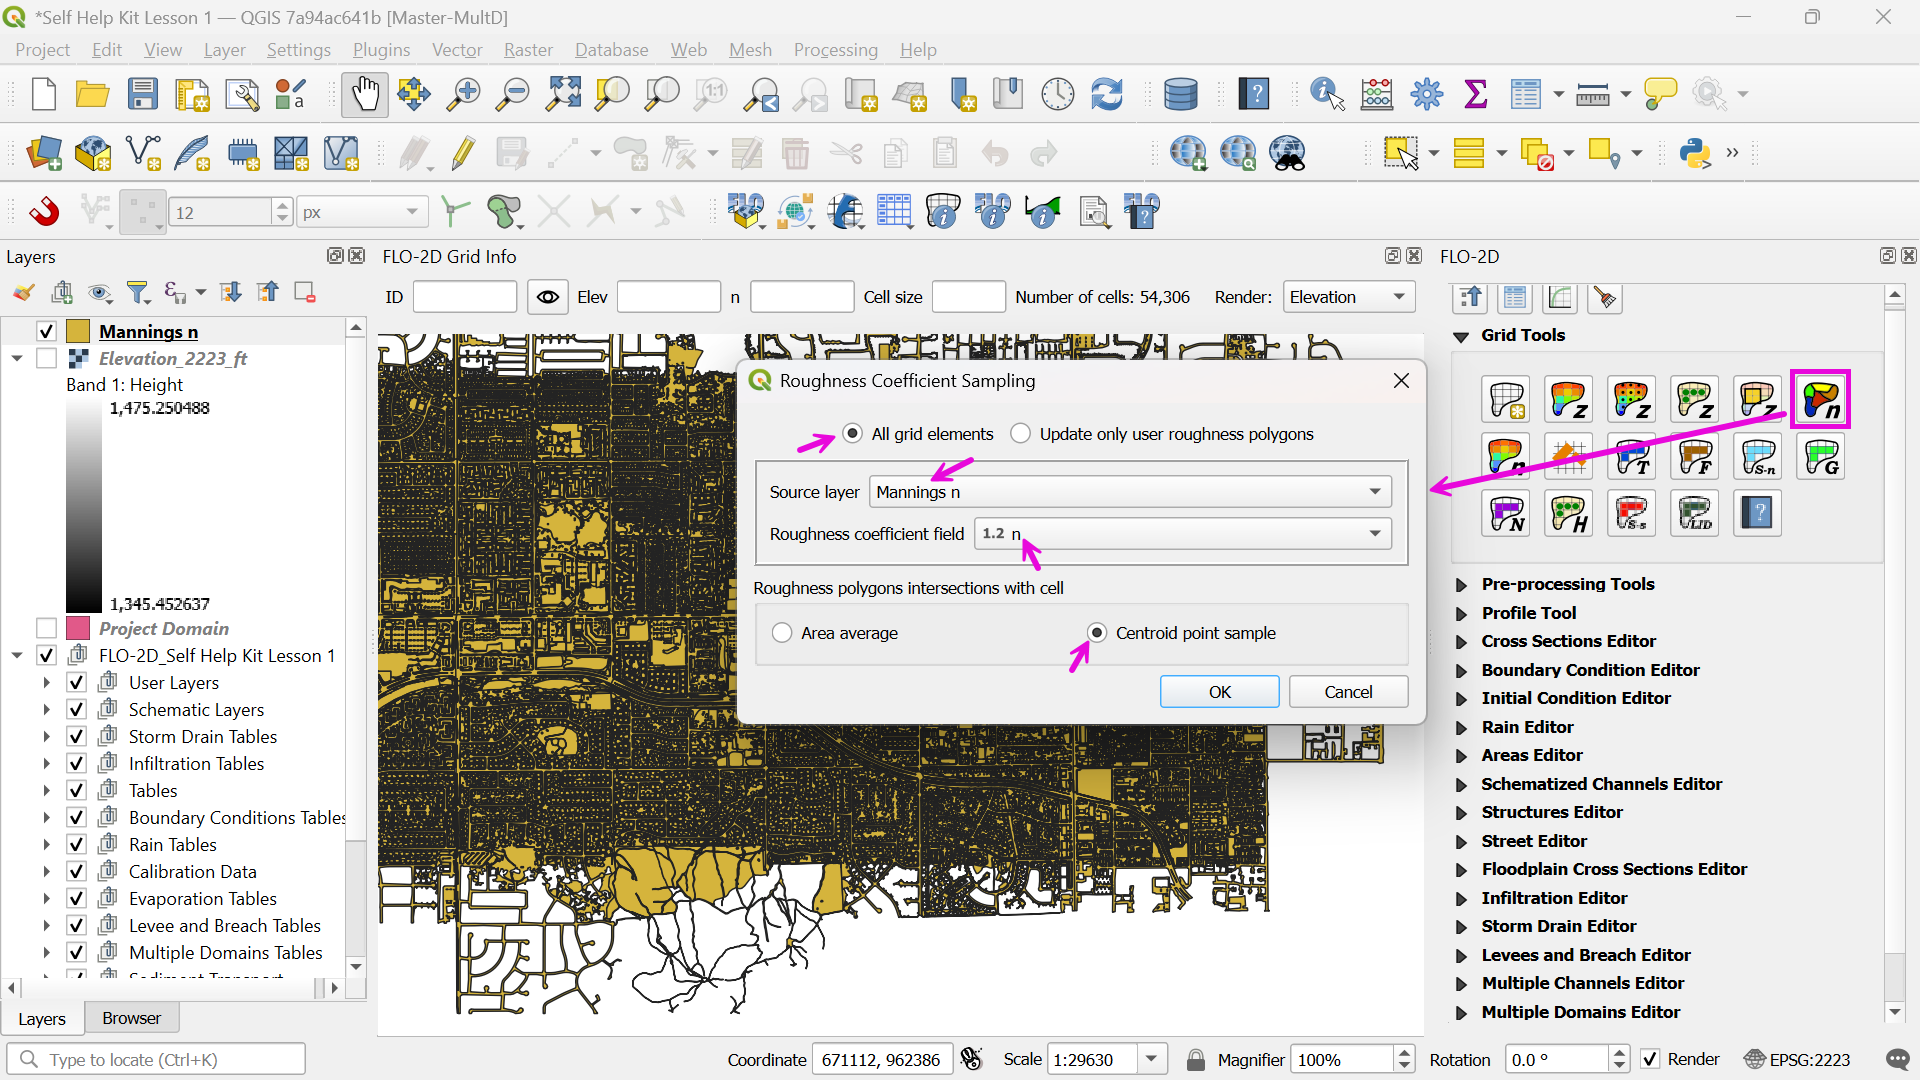 *Self Help Kit Lesson 1 — QGIS 7a94ac641b [Master-MultD]
Project Edit View Layer Settings Plugins Vector Raster Database Web Mesh Processing Help
12 px
Layers
FLO-2D Grid Info
FLO-2D
ID Elev n Cell size Number of cells: 54,306 Render: Elevation
Mannings n
Elevation_2223_ft
Band 1: Height
1,475.250488
1,345.452637
Project Domain
FLO-2D_Self Help Kit Lesson 1
User Layers
Schematic Layers
Storm Drain Tables
Infiltration Tables
Tables
Boundary Conditions Tables
Rain Tables
Calibration Data
Evaporation Tables
Levee and Breach Tables
Multiple Domains Tables
Layers Browser
Roughness Coefficient Sampling
All grid elements Update only user roughness polygons
Source layer Mannings n
Roughness coefficient field 1.2 n
Roughness polygons intersections with cell
Area average Centroid point sample
OK Cancel
Grid Tools
z z z z n
n T F S-n G
N H S-s LID ?
Pre-processing Tools
Profile Tool
Cross Sections Editor
Boundary Condition Editor
Initial Condition Editor
Rain Editor
Areas Editor
Schematized Channels Editor
Structures Editor
Street Editor
Floodplain Cross Sections Editor
Infiltration Editor
Storm Drain Editor
Levees and Breach Editor
Multiple Channels Editor
Multiple Domains Editor
Type to locate (Ctrl+K)
Coordinate 671112, 962386 Scale 1:29630 Magnifier 100% Rotation 0.0 ° Render EPSG:2223